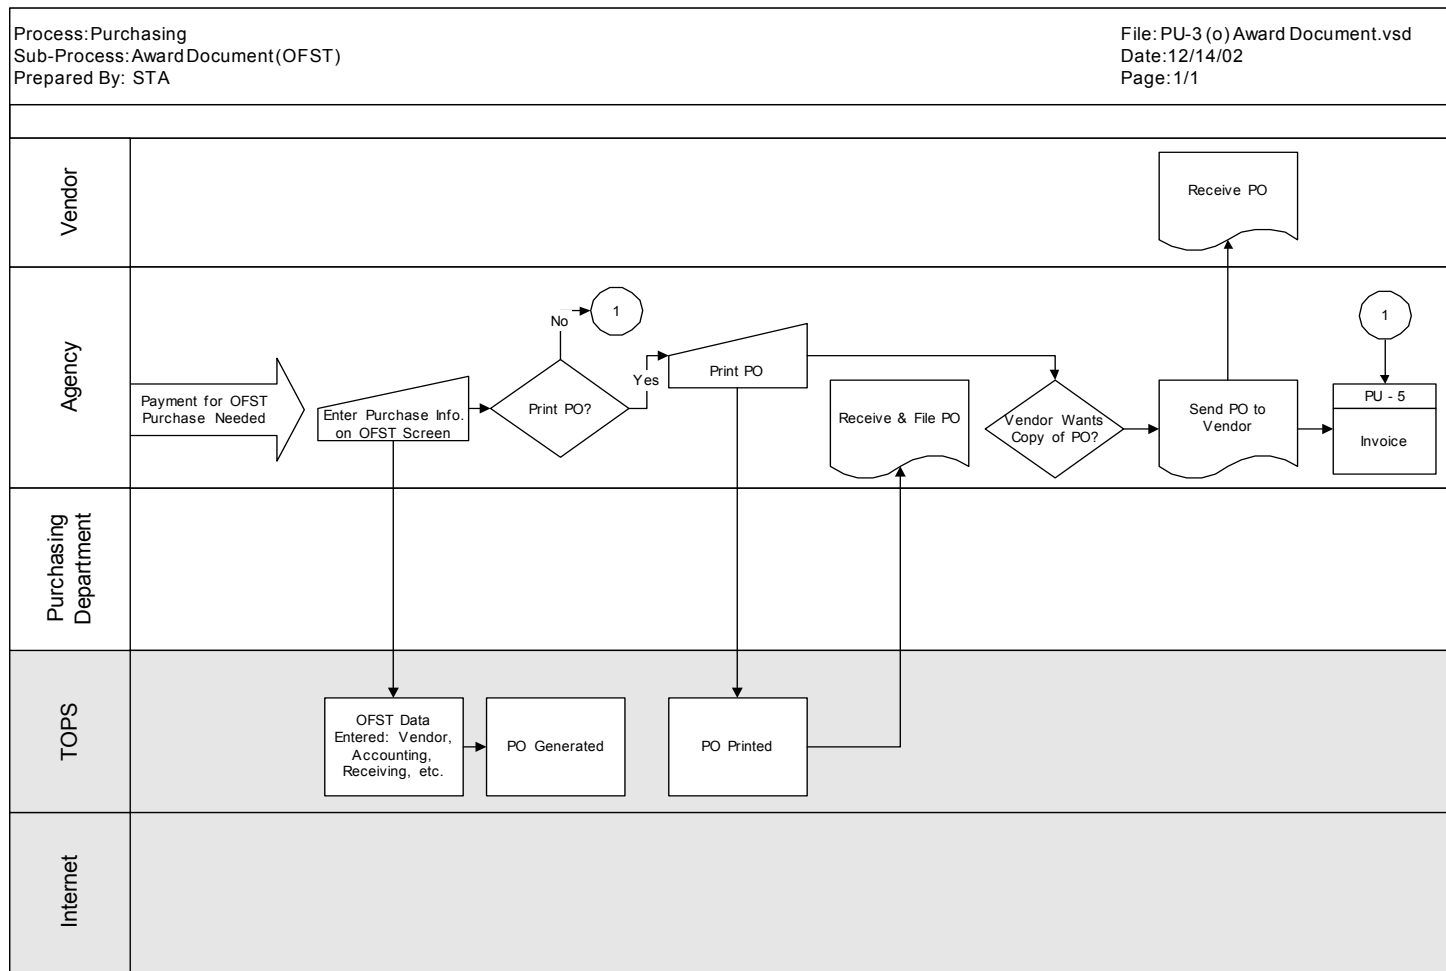 Process:Purchasing
Sub-Process:Award Document (OFST)
Prepared By: STA
File: PU-3 (o) Award Document.vsd
Date:12/14/02
Page:1/1
Vendor
Receive PO
Agency
Payment for OFST
Purchase Needed
Enter Purchase Info.
on OFST Screen
Print PO?
No
1
Yes
Print PO
Receive & File PO
Vendor Wants
Copy of PO?
Send PO to
Vendor
1
PU - 5
Invoice
Purchasing
Department
TOPS
OFST Data
Entered: Vendor,
Accounting,
Receiving, etc.
PO Generated
PO Printed
Internet